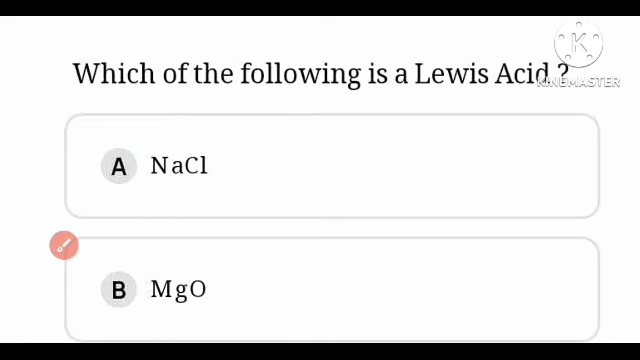 Which of the following is a Lewis Acid ?
K
KINEMASTER
A NaCl
B MgO